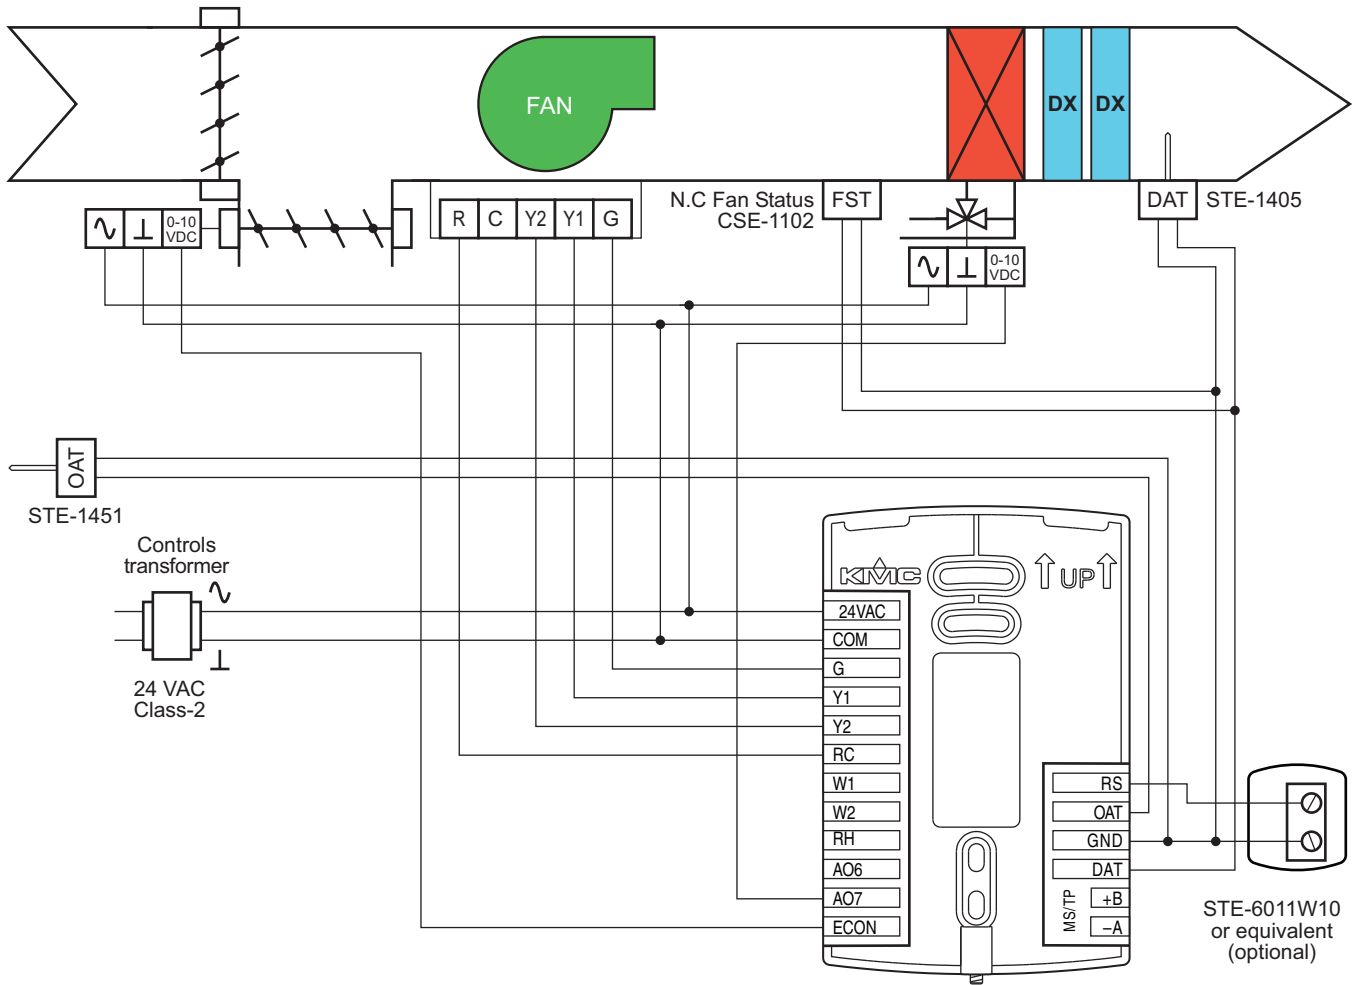 FAN
DX DX
N.C Fan Status
CSE-1102
FST
DAT
STE-1405
0-10
VDC
R C Y2 Y1 G
0-10
VDC
OAT
STE-1451
Controls
transformer
24 VAC
Class-2
KMC
UP
24VAC
COM
G
Y1
Y2
RC
W1
W2
RH
AO6
AO7
ECON
RS
OAT
GND
DAT
MS/TP
+B
–A
STE-6011W10
or equivalent
(optional)